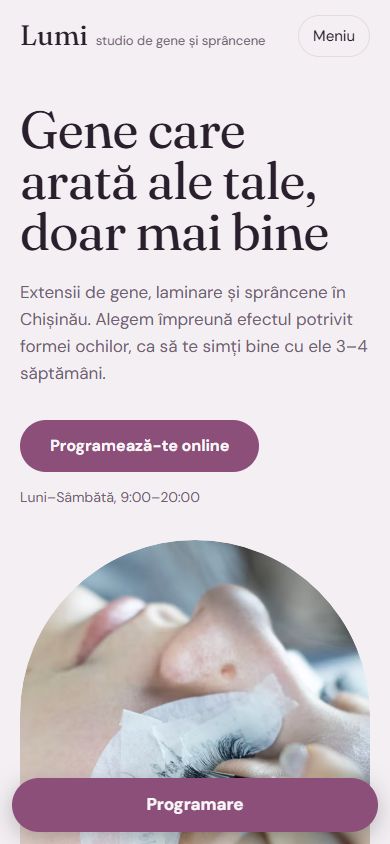 Lumi studio de gene și sprâncene
Meniu
Gene care
arată ale tale,
doar mai bine
Extensii de gene, laminare și sprâncene în
Chișinău. Alegem împreună efectul potrivit
formei ochilor, ca să te simți bine cu ele 3–4
săptămâni.
Programează-te online
Luni–Sâmbătă, 9:00–20:00
Programare